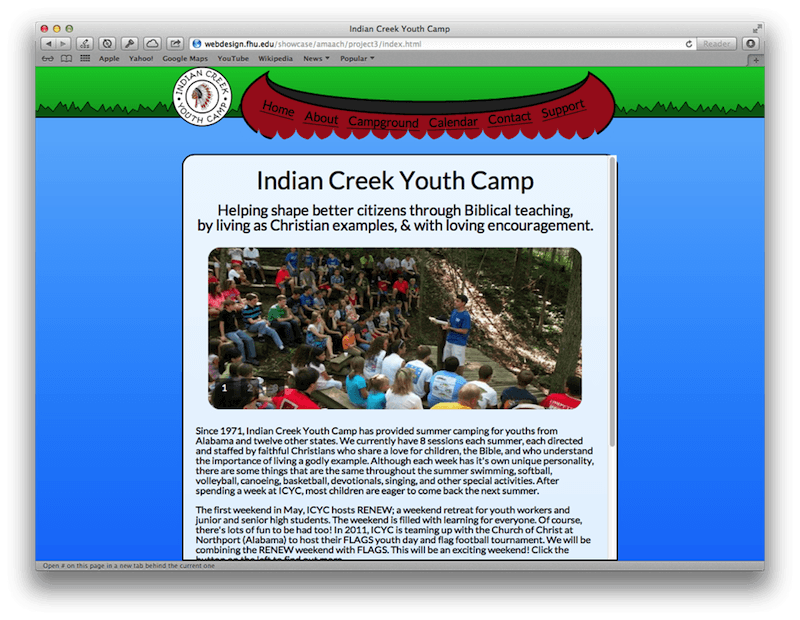 Indian Creek Youth Camp
webdesign.fhu.edu/showcase/amaach/project3/index.html
Reader
Apple Yahoo! Google Maps YouTube Wikipedia News Popular
INDIAN CREEK
YOUTH CAMP
Home About Campground Calendar Contact Support
Indian Creek Youth Camp
Helping shape better citizens through Biblical teaching,
by living as Christian examples, & with loving encouragement.
1 2 3
Since 1971, Indian Creek Youth Camp has provided summer camping for youths from
Alabama and twelve other states. We currently have 8 sessions each summer, each directed
and staffed by faithful Christians who share a love for children, the Bible, and who understand
the importance of living a godly example. Although each week has it's own unique personality,
there are some things that are the same throughout the summer swimming, softball,
volleyball, canoeing, basketball, devotionals, singing, and other special activities. After
spending a week at ICYC, most children are eager to come back the next summer.
The first weekend in May, ICYC hosts RENEW; a weekend retreat for youth workers and
junior and senior high students. The weekend is filled with learning for everyone. Of course,
there's lots of fun to be had too! In 2011, ICYC is teaming up with the Church of Christ at
Northport (Alabama) to host their FLAGS youth day and flag football tournament. We will be
combining the RENEW weekend with FLAGS. This will be an exciting weekend! Click the
button on the left to find out more.
Open # on this page in a new tab behind the current one